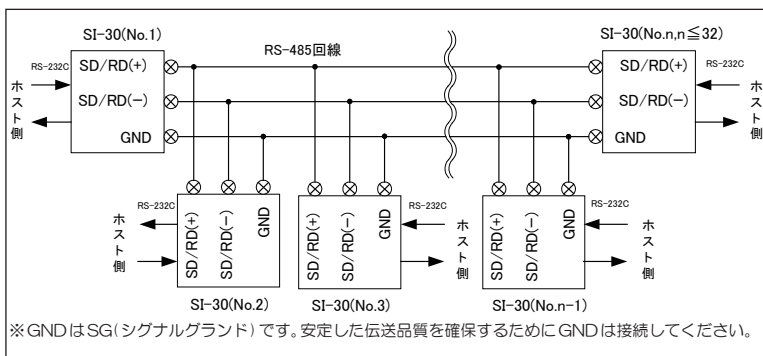 SI-30(No.1)
RS-485回線
SI-30(No.n,n≦32)
RS-232C
ホスト側
SD/RD(+)
SD/RD(−)
GND
SD/RD(+)
SD/RD(−)
GND
RS-232C
ホスト側
RS-232C
ホスト側
SD/RD(+)
SD/RD(−)
GND
SI-30(No.2)
SD/RD(+)
SD/RD(−)
GND
RS-232C
ホスト側
SI-30(No.3)
SD/RD(+)
SD/RD(−)
GND
RS-232C
ホスト側
SI-30(No.n-1)
※GNDはSG(シグナルグランド)です。安定した伝送品質を確保するためにGNDは接続してください。